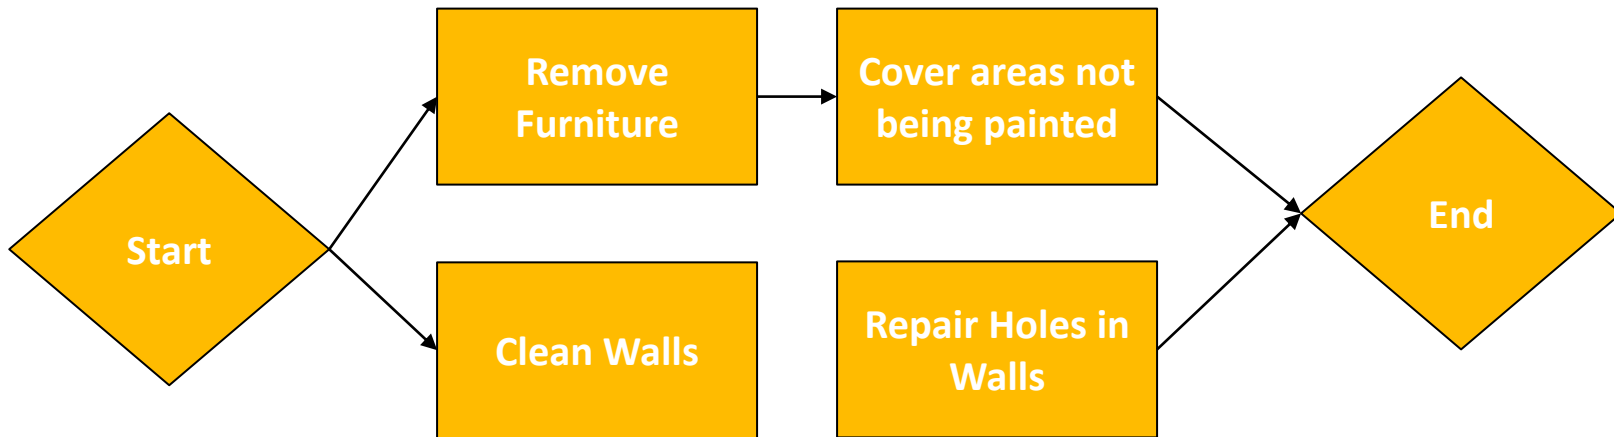 Start
Remove
Furniture
Cover areas not
being painted
Clean Walls
Repair Holes in
Walls
End